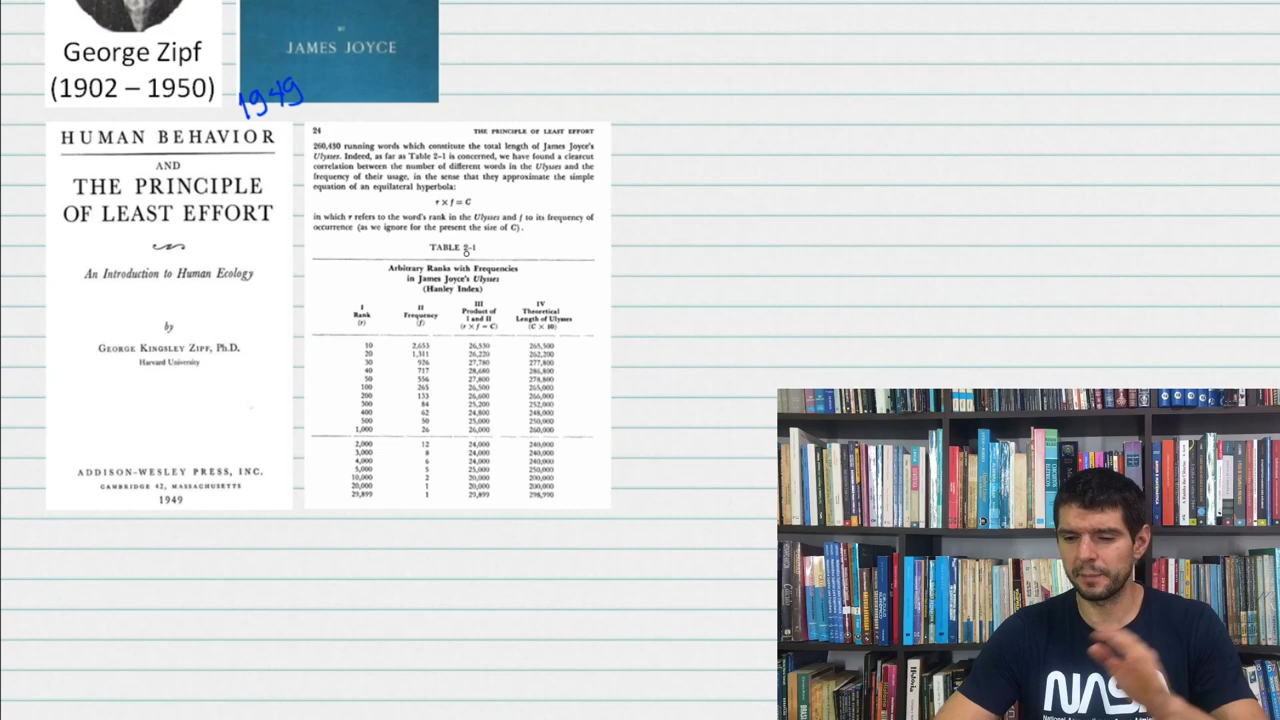 George Zipf
(1902 – 1950)
BY
JAMES JOYCE
1949
HUMAN BEHAVIOR
AND
THE PRINCIPLE
OF LEAST EFFORT
An Introduction to Human Ecology
by
GEORGE KINGSLEY ZIPF, Ph.D.
Harvard University
ADDISON-WESLEY PRESS, INC.
CAMBRIDGE 42, MASSACHUSETTS
1949
24 THE PRINCIPLE OF LEAST EFFORT
260,430 running words which constitute the total length of James Joyce's
Ulysses. Indeed, as far as Table 2-1 is concerned, we have found a clearcut
correlation between the number of different words in the Ulysses and the
frequency of their usage, in the sense that they approximate the simple
equation of an equilateral hyperbola:
r × f = C
in which r refers to the word's rank in the Ulysses and f to its frequency of
occurrence (as we ignore for the present the size of C).
TABLE 2-1
Arbitrary Ranks with Frequencies
in James Joyce's Ulysses
(Hanley Index)
I II III IV
Rank Frequency Product of Theoretical
(r) (f) I and II Length of Ulysses
(r × f = C) (C × 10)
10 2,653 26,530 265,500
20 1,311 26,220 262,200
30 926 27,780 277,800
40 717 28,680 286,800
50 556 27,800 278,800
100 265 26,500 265,000
200 133 26,600 266,000
300 84 25,200 252,000
400 62 24,800 248,000
500 50 25,000 250,000
1,000 26 26,000 260,000
2,000 12 24,000 240,000
3,000 8 24,000 240,000
4,000 6 24,000 240,000
5,000 5 25,000 250,000
10,000 2 20,000 200,000
20,000 1 20,000 200,000
29,899 1 29,899 298,990
NASA